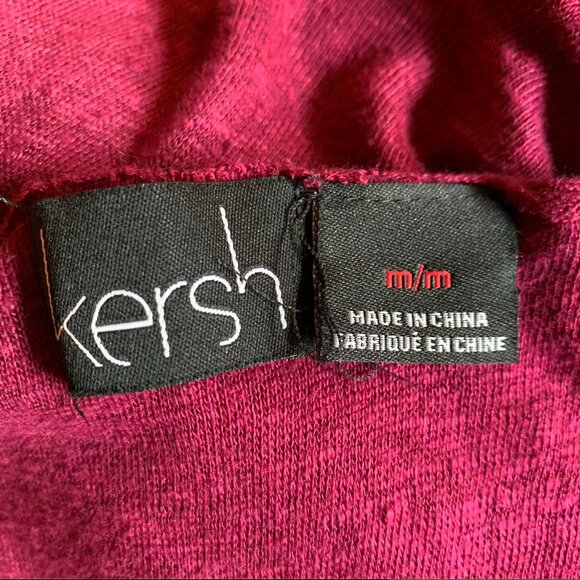 kersh
m/m
MADE IN CHINA
FABRIQUÉ EN CHINE